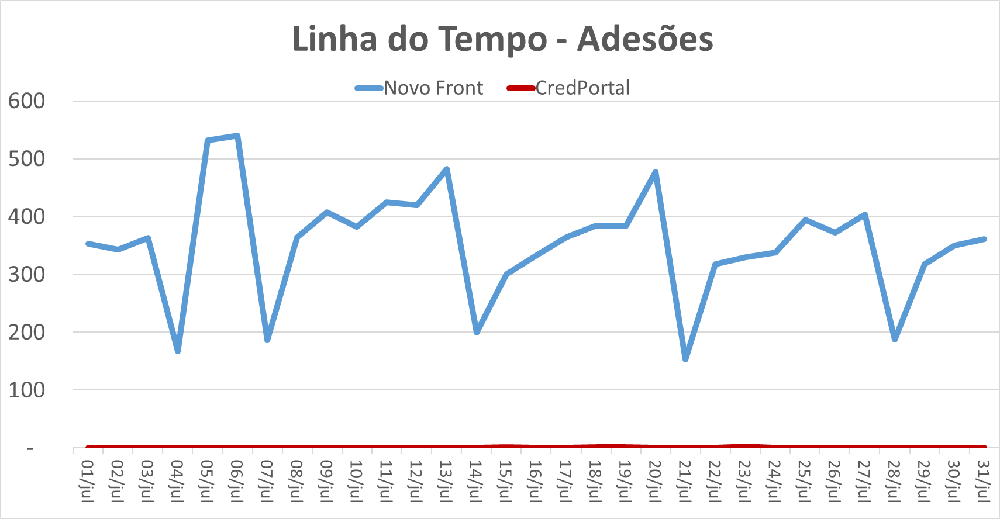 Linha do Tempo - Adesões
Novo Front CredPortal
600
500
400
300
200
100
-
01/jul
02/jul
03/jul
04/jul
05/jul
06/jul
07/jul
08/jul
09/jul
10/jul
11/jul
12/jul
13/jul
14/jul
15/jul
16/jul
17/jul
18/jul
19/jul
20/jul
21/jul
22/jul
23/jul
24/jul
25/jul
26/jul
27/jul
28/jul
29/jul
30/jul
31/jul